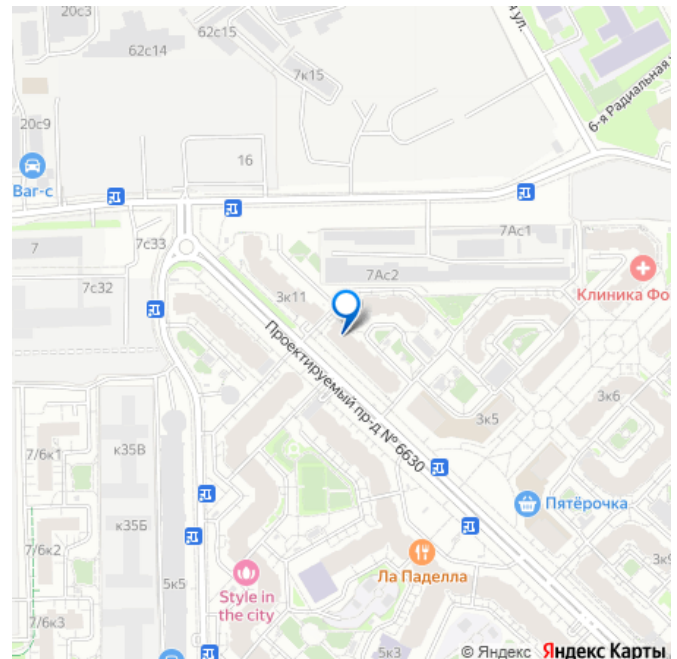 20с3
62с14
62с15
7к15
6-я Радиальная
ул.
20с9
16
Ваг-с
7Ас1
7
7с33
7Ас2
7с32
3к11
Клиника Фо
Проектируемый пр-д № 6630
3к6
3к5
7/6к1
к35В
Пятёрочка
к35Б
7/6к2
Ла Паделла
3к9
5к5
Style in
the city
7/6к3
5к3
© Яндекс Яндекс Карты